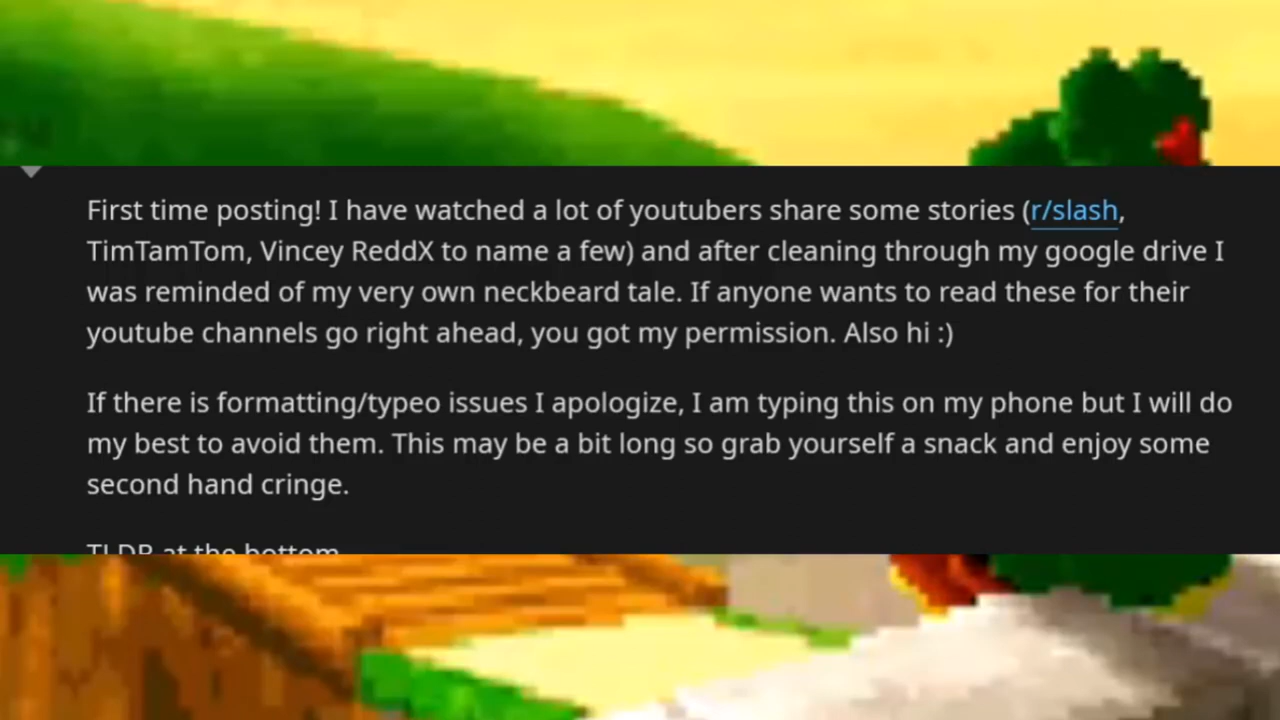 First time posting! I have watched a lot of youtubers share some stories (r/slash,
TimTamTom, Vincey ReddX to name a few) and after cleaning through my google drive I
was reminded of my very own neckbeard tale. If anyone wants to read these for their
youtube channels go right ahead, you got my permission. Also hi :)
If there is formatting/typeo issues I apologize, I am typing this on my phone but I will do
my best to avoid them. This may be a bit long so grab yourself a snack and enjoy some
second hand cringe.
TLDR at the bottom